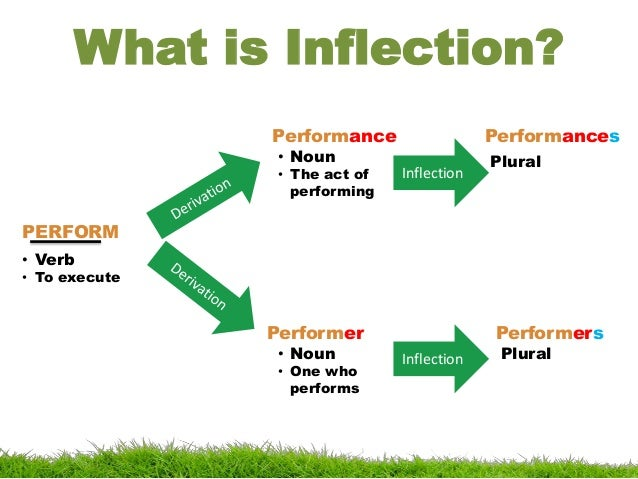 What is Inflection?
Performance
• Noun
• The act of
performing
Inflection
Performances
Plural
Derivation
PERFORM
• Verb
• To execute
Derivation
Performer
• Noun
• One who
performs
Inflection
Performers
Plural